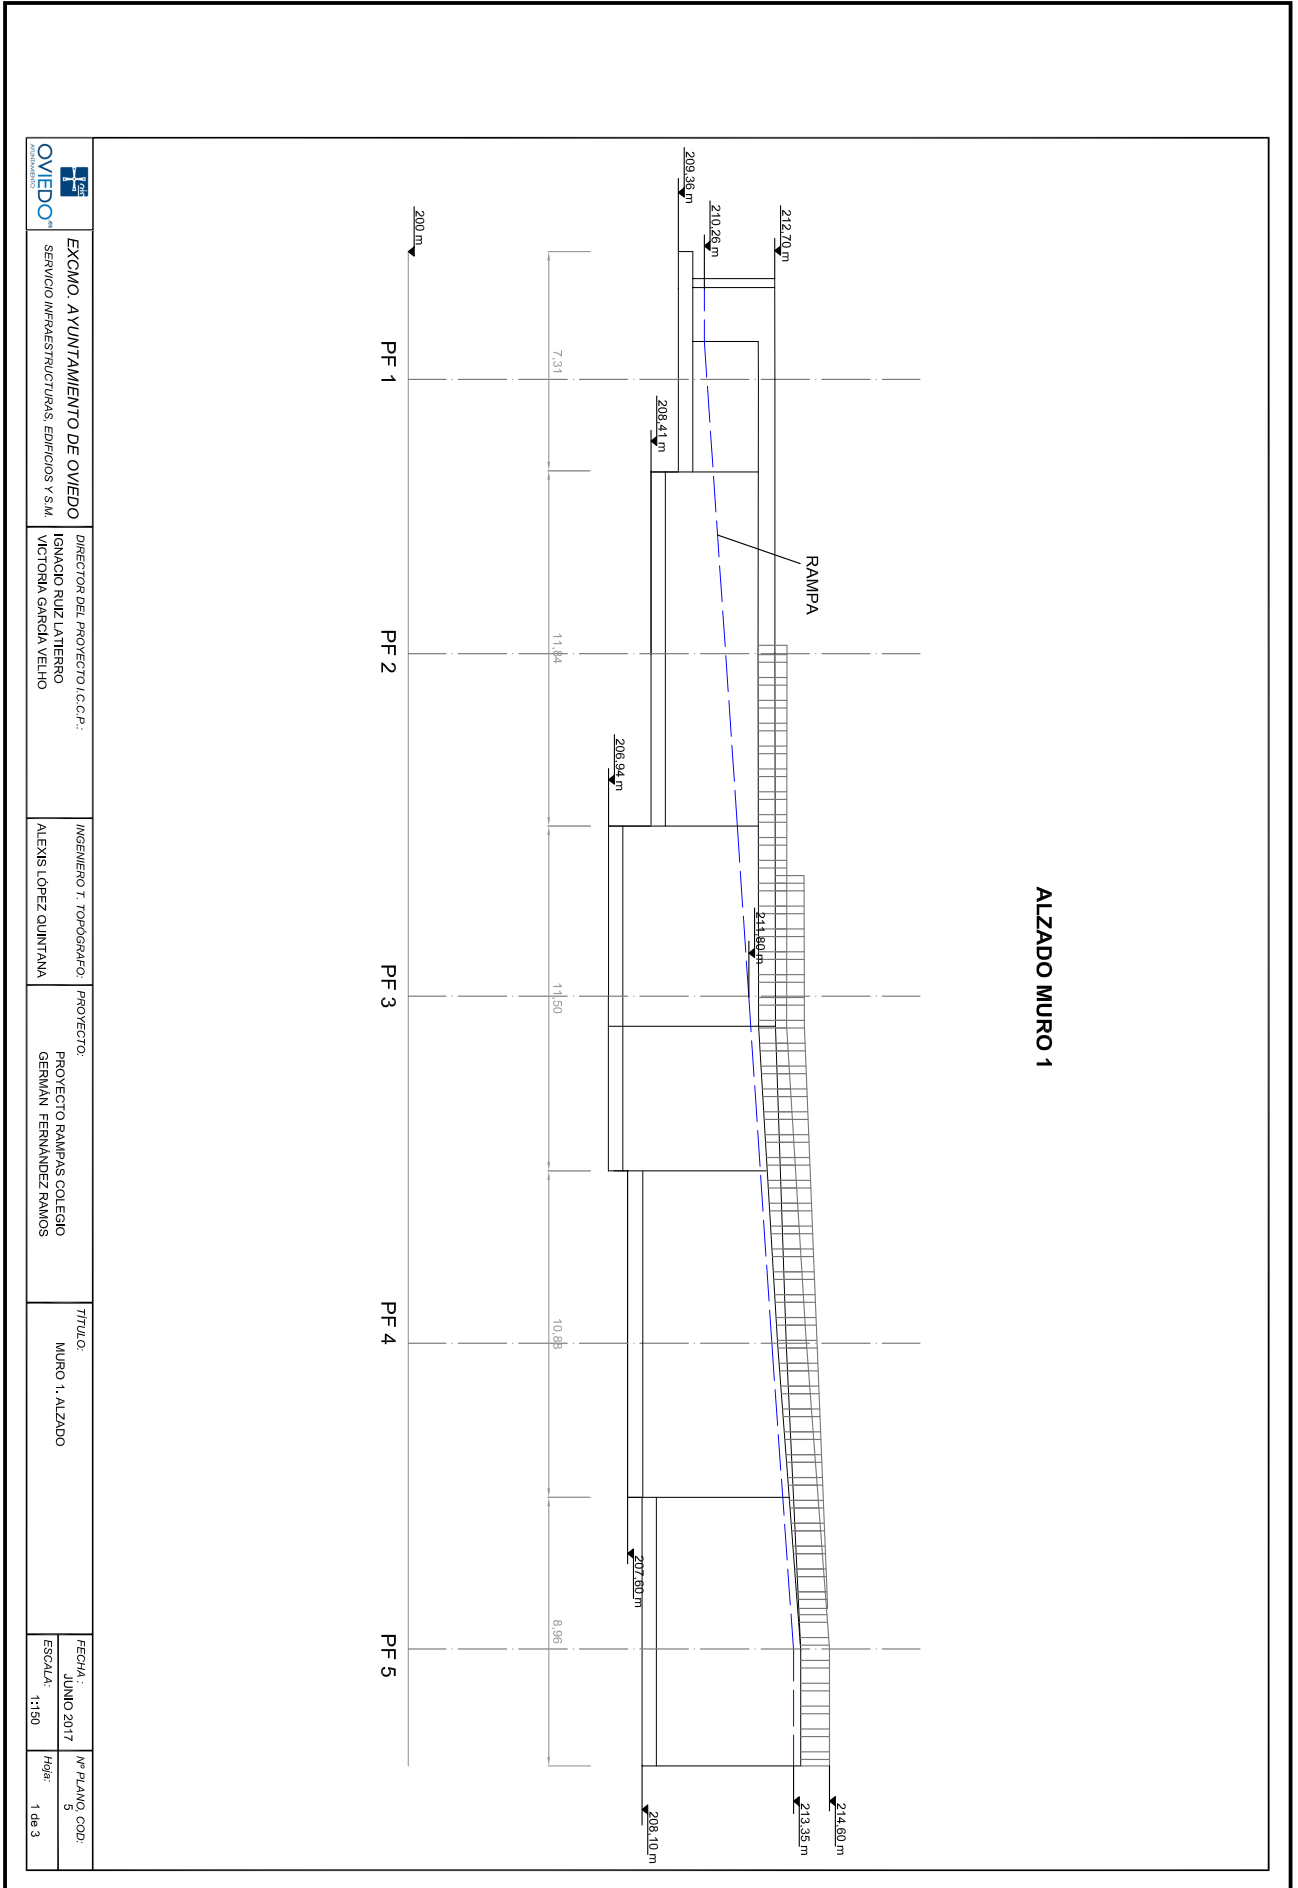 ALZADO MURO 1
212,70 m
210,26 m
209,36 m
208,41 m
206,94 m
211,80 m
RAMPA
207,60 m
208,10 m
213,35 m
214,60 m
200 m
7,31
11,84
11,50
10,88
8,96
PF 1
PF 2
PF 3
PF 4
PF 5
OVIEDO.es
AYUNTAMIENTO
EXCMO. AYUNTAMIENTO DE OVIEDO
SERVICIO INFRAESTRUCTURAS, EDIFICIOS Y S.M.
DIRECTOR DEL PROYECTO I.C.C.P.:
IGNACIO RUIZ LATIERRO
VICTORIA GARCÍA VELHO
INGENIERO T. TOPÓGRAFO:
ALEXIS LÓPEZ QUINTANA
PROYECTO:
PROYECTO RAMPAS COLEGIO
GERMÁN FERNÁNDEZ RAMOS
TÍTULO:
MURO 1. ALZADO
FECHA :
JUNIO 2017
ESCALA:
1:150
Nº PLANO, COD:
5
Hoja:
1 de 3